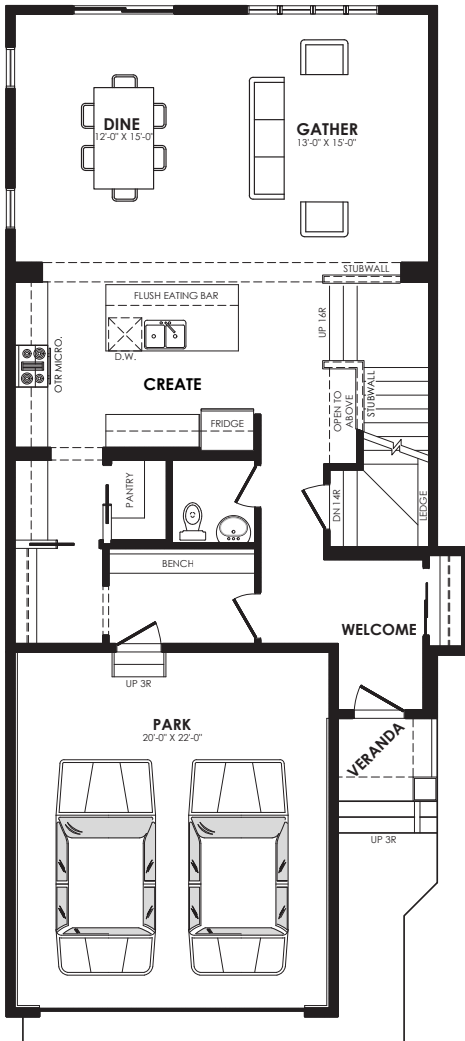 DINE
12'-0" X 15'-0"
GATHER
13'-0" X 15'-0"
STUBWALL
FLUSH EATING BAR
UP 16R
D.W.
OTR MICRO.
CREATE
OPEN TO
ABOVE
STUBWALL
FRIDGE
PANTRY
DN 14R
LEDGE
BENCH
WELCOME
UP 3R
PARK
20'-0" X 22'-0"
VERANDA
UP 3R